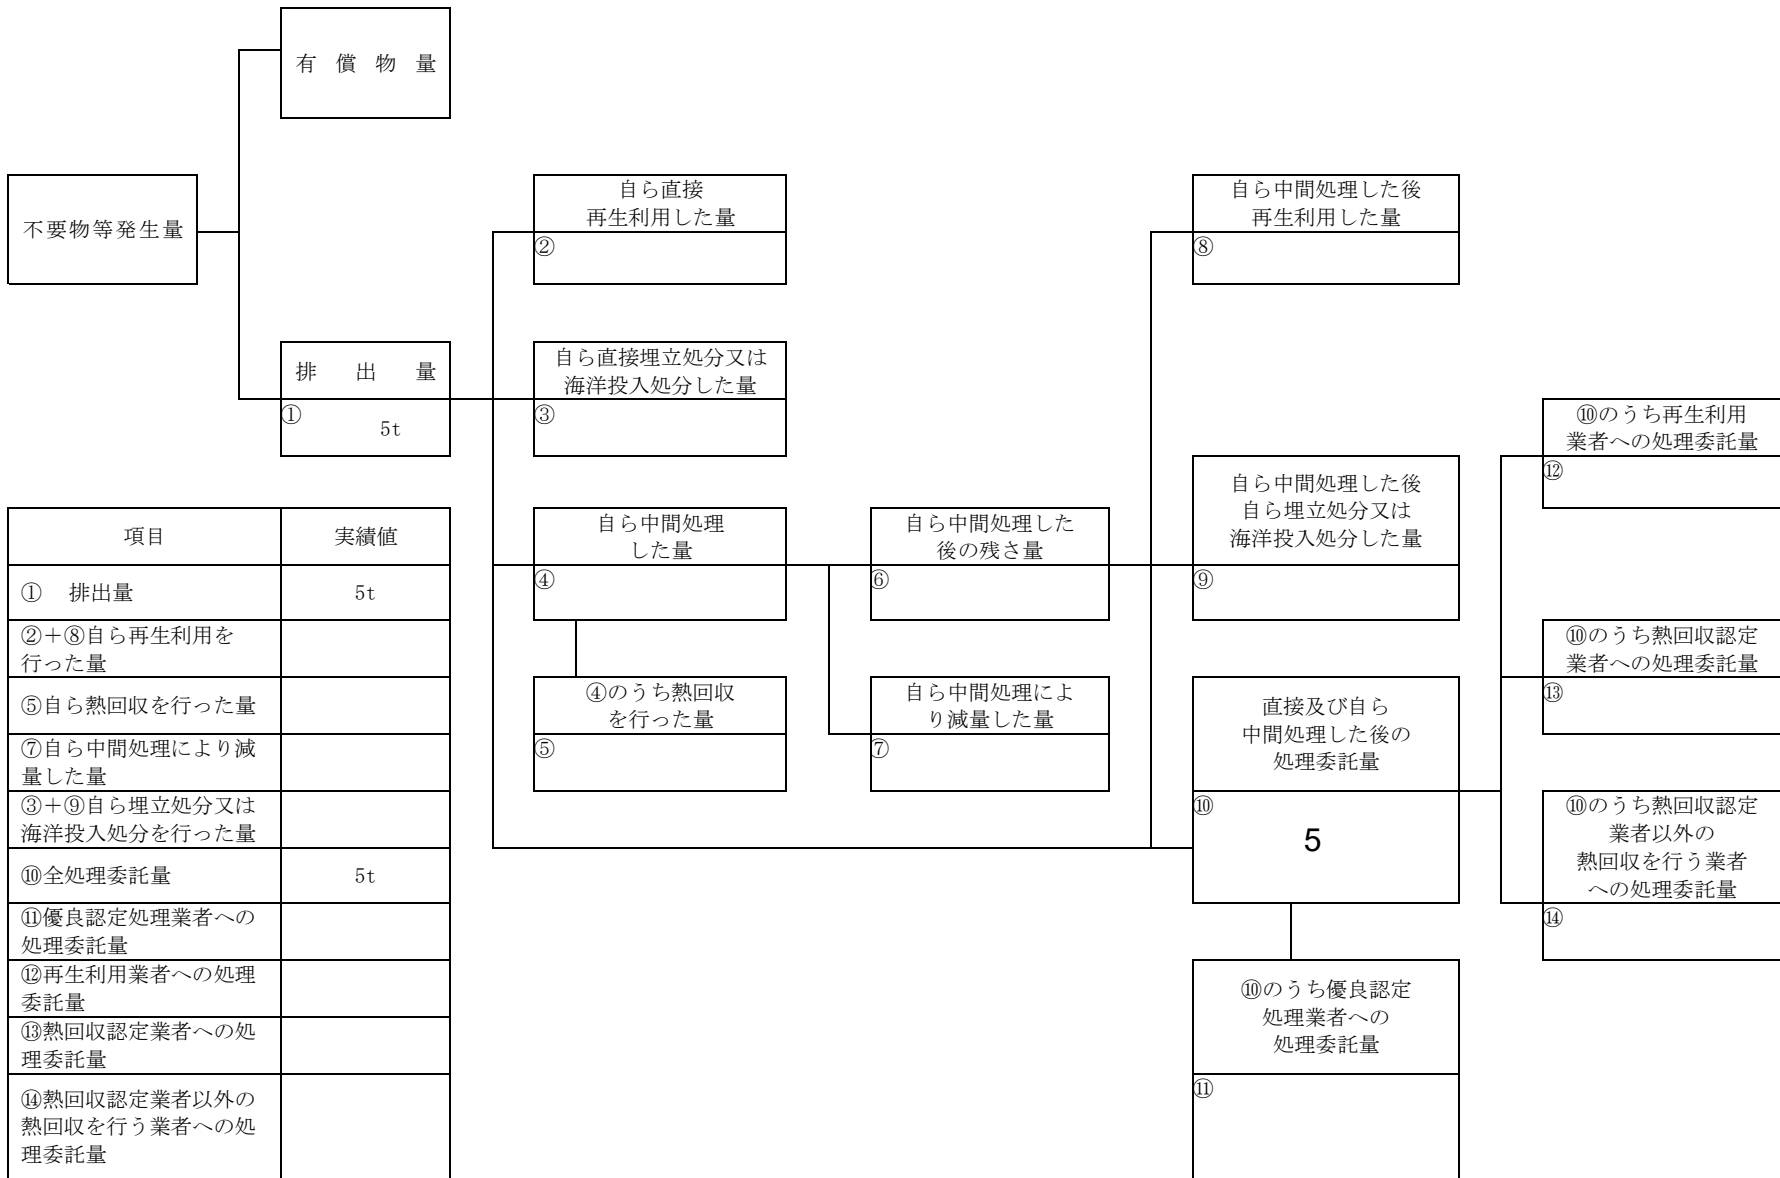 有償物量
不要物等発生量
自ら直接
再生利用した量
②
自ら中間処理した後
再生利用した量
⑧
排出量
①
5t
自ら直接埋立処分又は
海洋投入処分した量
③
⑩のうち再生利用
業者への処理委託量
⑫
自ら中間処理した後
自ら埋立処分又は
海洋投入処分した量
⑨
自ら中間処理
した量
④
自ら中間処理した
後の残さ量
⑥
⑩のうち熱回収認定
業者への処理委託量
⑬
④のうち熱回収
を行った量
⑤
自ら中間処理によ
り減量した量
⑦
直接及び自ら
中間処理した後の
処理委託量
⑩
5
⑩のうち熱回収認定
業者以外の
熱回収を行う業者
への処理委託量
⑭
⑩のうち優良認定
処理業者への
処理委託量
⑪
項目 実績値
① 排出量 5t
②+⑧自ら再生利用を
行った量
⑤自ら熱回収を行った量
⑦自ら中間処理により減
量した量
③+⑨自ら埋立処分又は
海洋投入処分を行った量
⑩全処理委託量 5t
⑪優良認定処理業者への
処理委託量
⑫再生利用業者への処理
委託量
⑬熱回収認定業者への処
理委託量
⑭熱回収認定業者以外の
熱回収を行う業者への処
理委託量